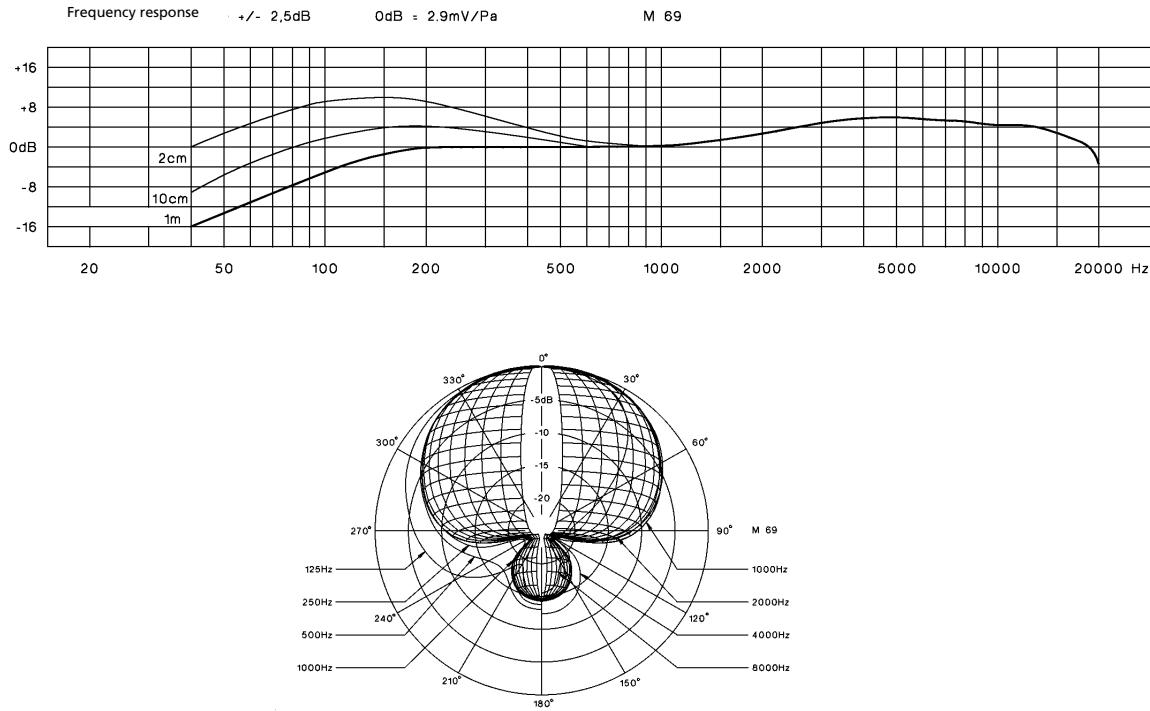 Frequency response +/- 2,5dB 0dB = 2.9mV/Pa M 69
+16
+8
0dB
2cm
-8
10cm
1m
-16
20 50 100 200 500 1000 2000 5000 10000 20000 Hz
0°
330° 30°
-5dB
300° -10 60°
-15
-20
270° 90° M 69
125Hz 1000Hz
250Hz 2000Hz
240° 120°
500Hz 4000Hz
1000Hz 8000Hz
210° 150°
180°